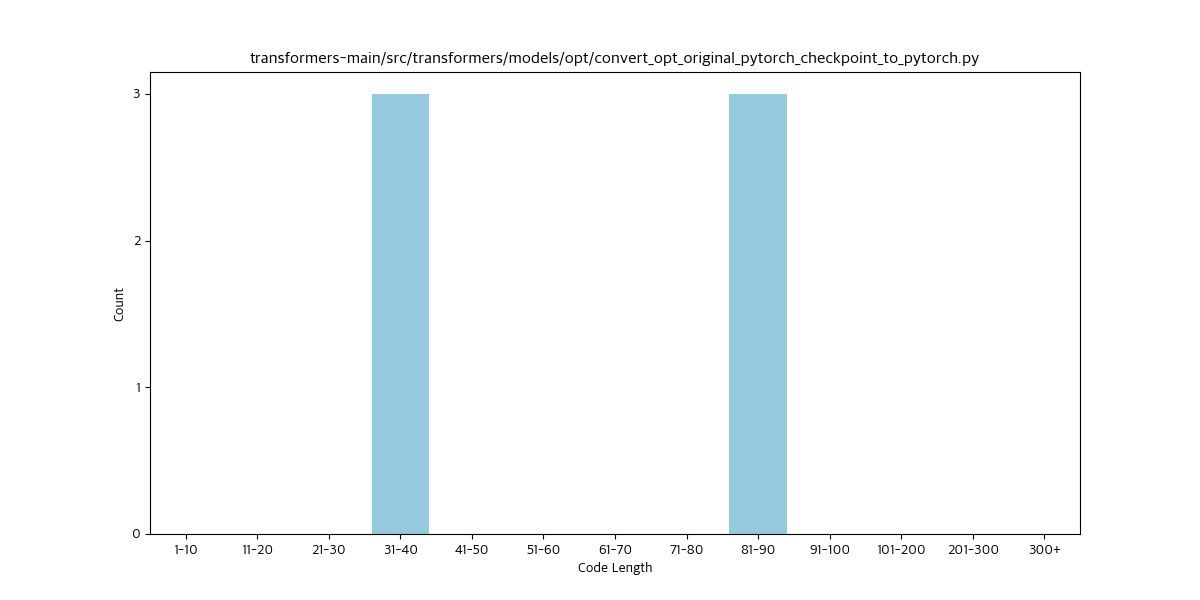 transformers-main/src/transformers/models/opt/convert_opt_original_pytorch_checkpoint_to_pytorch.py
3
2
1
0
Count
1-10 11-20 21-30 31-40 41-50 51-60 61-70 71-80 81-90 91-100 101-200 201-300 300+
Code Length